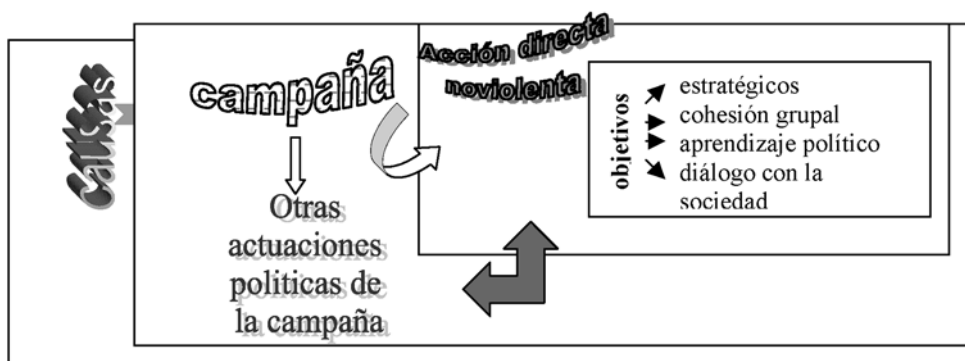 Causas
campaña
Otras
actuaciones
politicas de
la campaña
Acción directa
noviolenta
objetivos
estratégicos
cohesión grupal
aprendizaje político
diálogo con la
sociedad